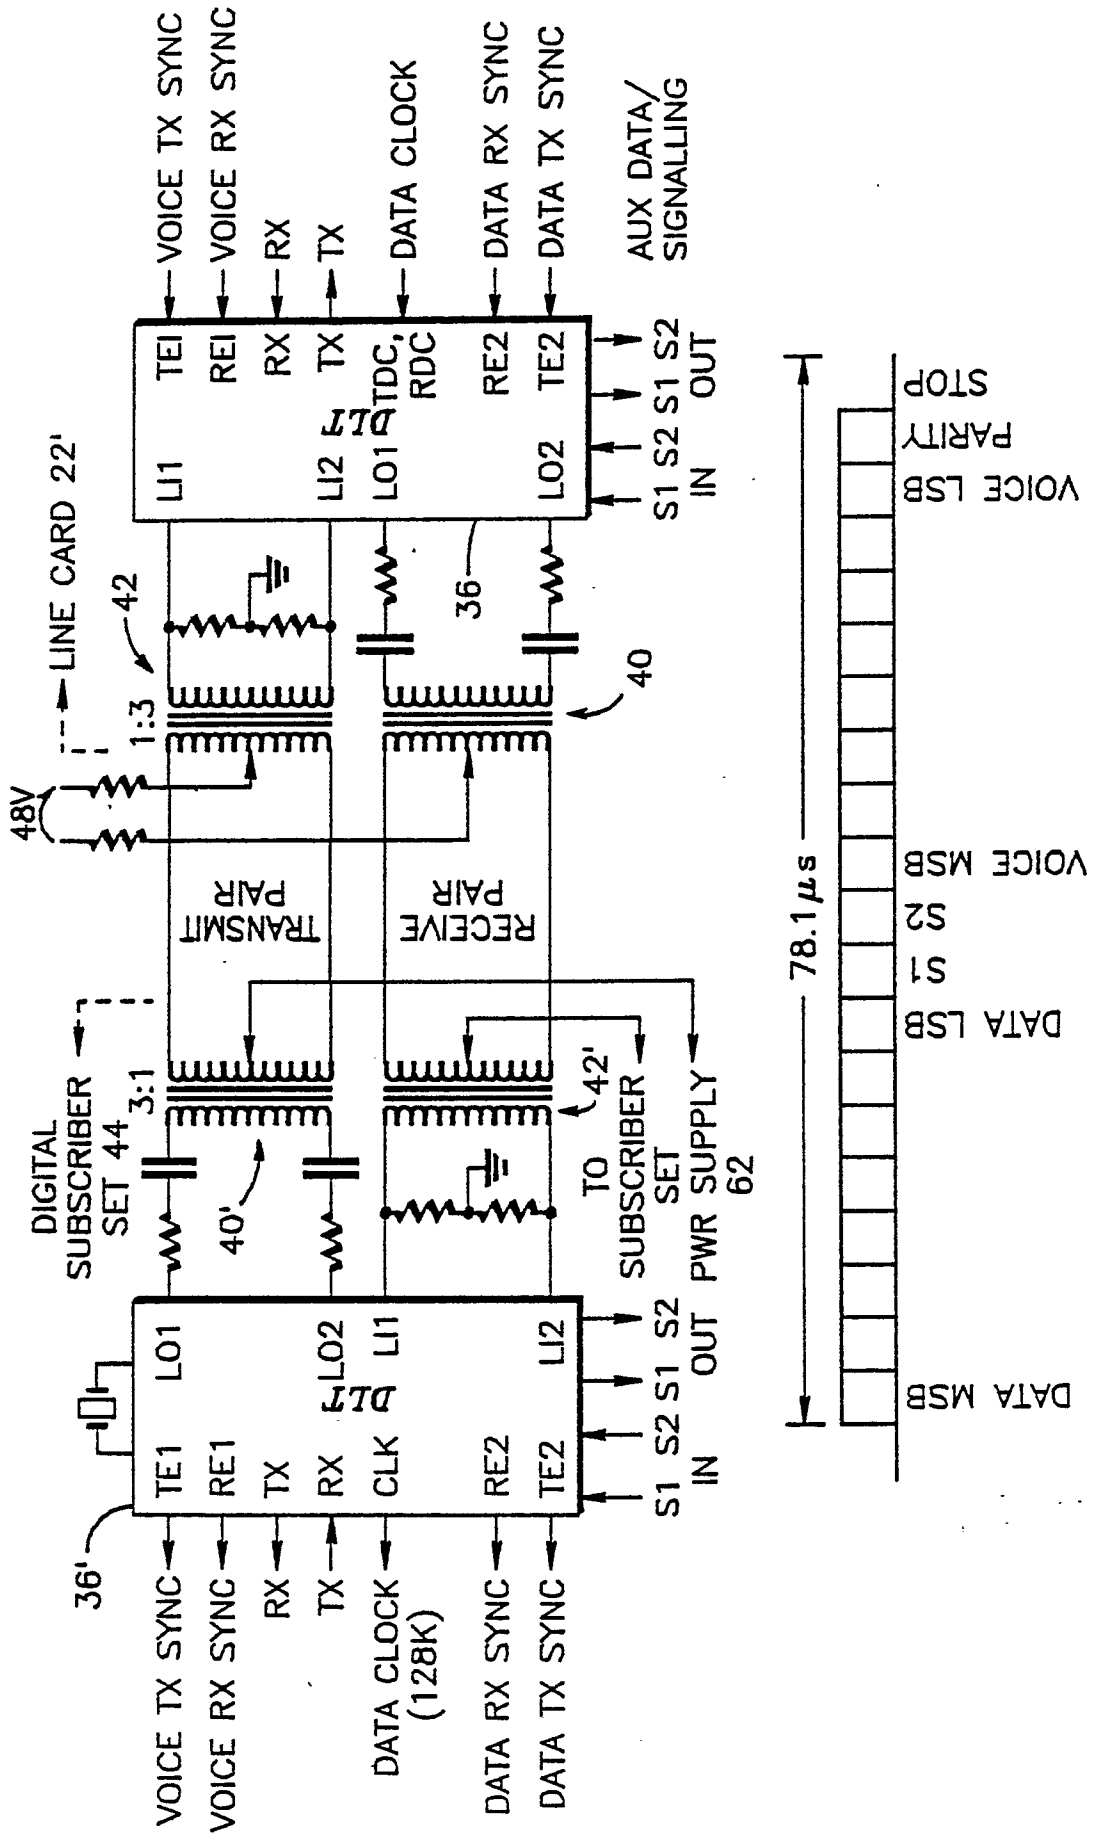 DIGITAL
SUBSCRIBER
SET 44
3:1
48V
1:3
LINE CARD 22'
42
36'
40'
VOICE TX SYNC
VOICE RX SYNC
RX
TX
DATA CLOCK
(128K)
DATA RX SYNC
DATA TX SYNC
TE1
RE1
TX
RX
CLK
RE2
TE2
DLT
LO1
LO2
LI1
LI2
S1 S2
IN
S1 S2
OUT
TRANSMIT
PAIR
RECEIVE
PAIR
42'
TO
SUBSCRIBER
SET
PWR SUPPLY
62
40
36
LI1
LI2
LO1
LO2
DLT
TEI
REI
RX
TX
TDC,
RDC
RE2
TE2
S1 S2
IN
S1 S2
OUT
VOICE TX SYNC
VOICE RX SYNC
RX
TX
DATA CLOCK
DATA RX SYNC
DATA TX SYNC
AUX DATA/
SIGNALLING
78.1 μs
DATA MSB
DATA LSB
S1
S2
VOICE MSB
VOICE LSB
PARITY
STOP